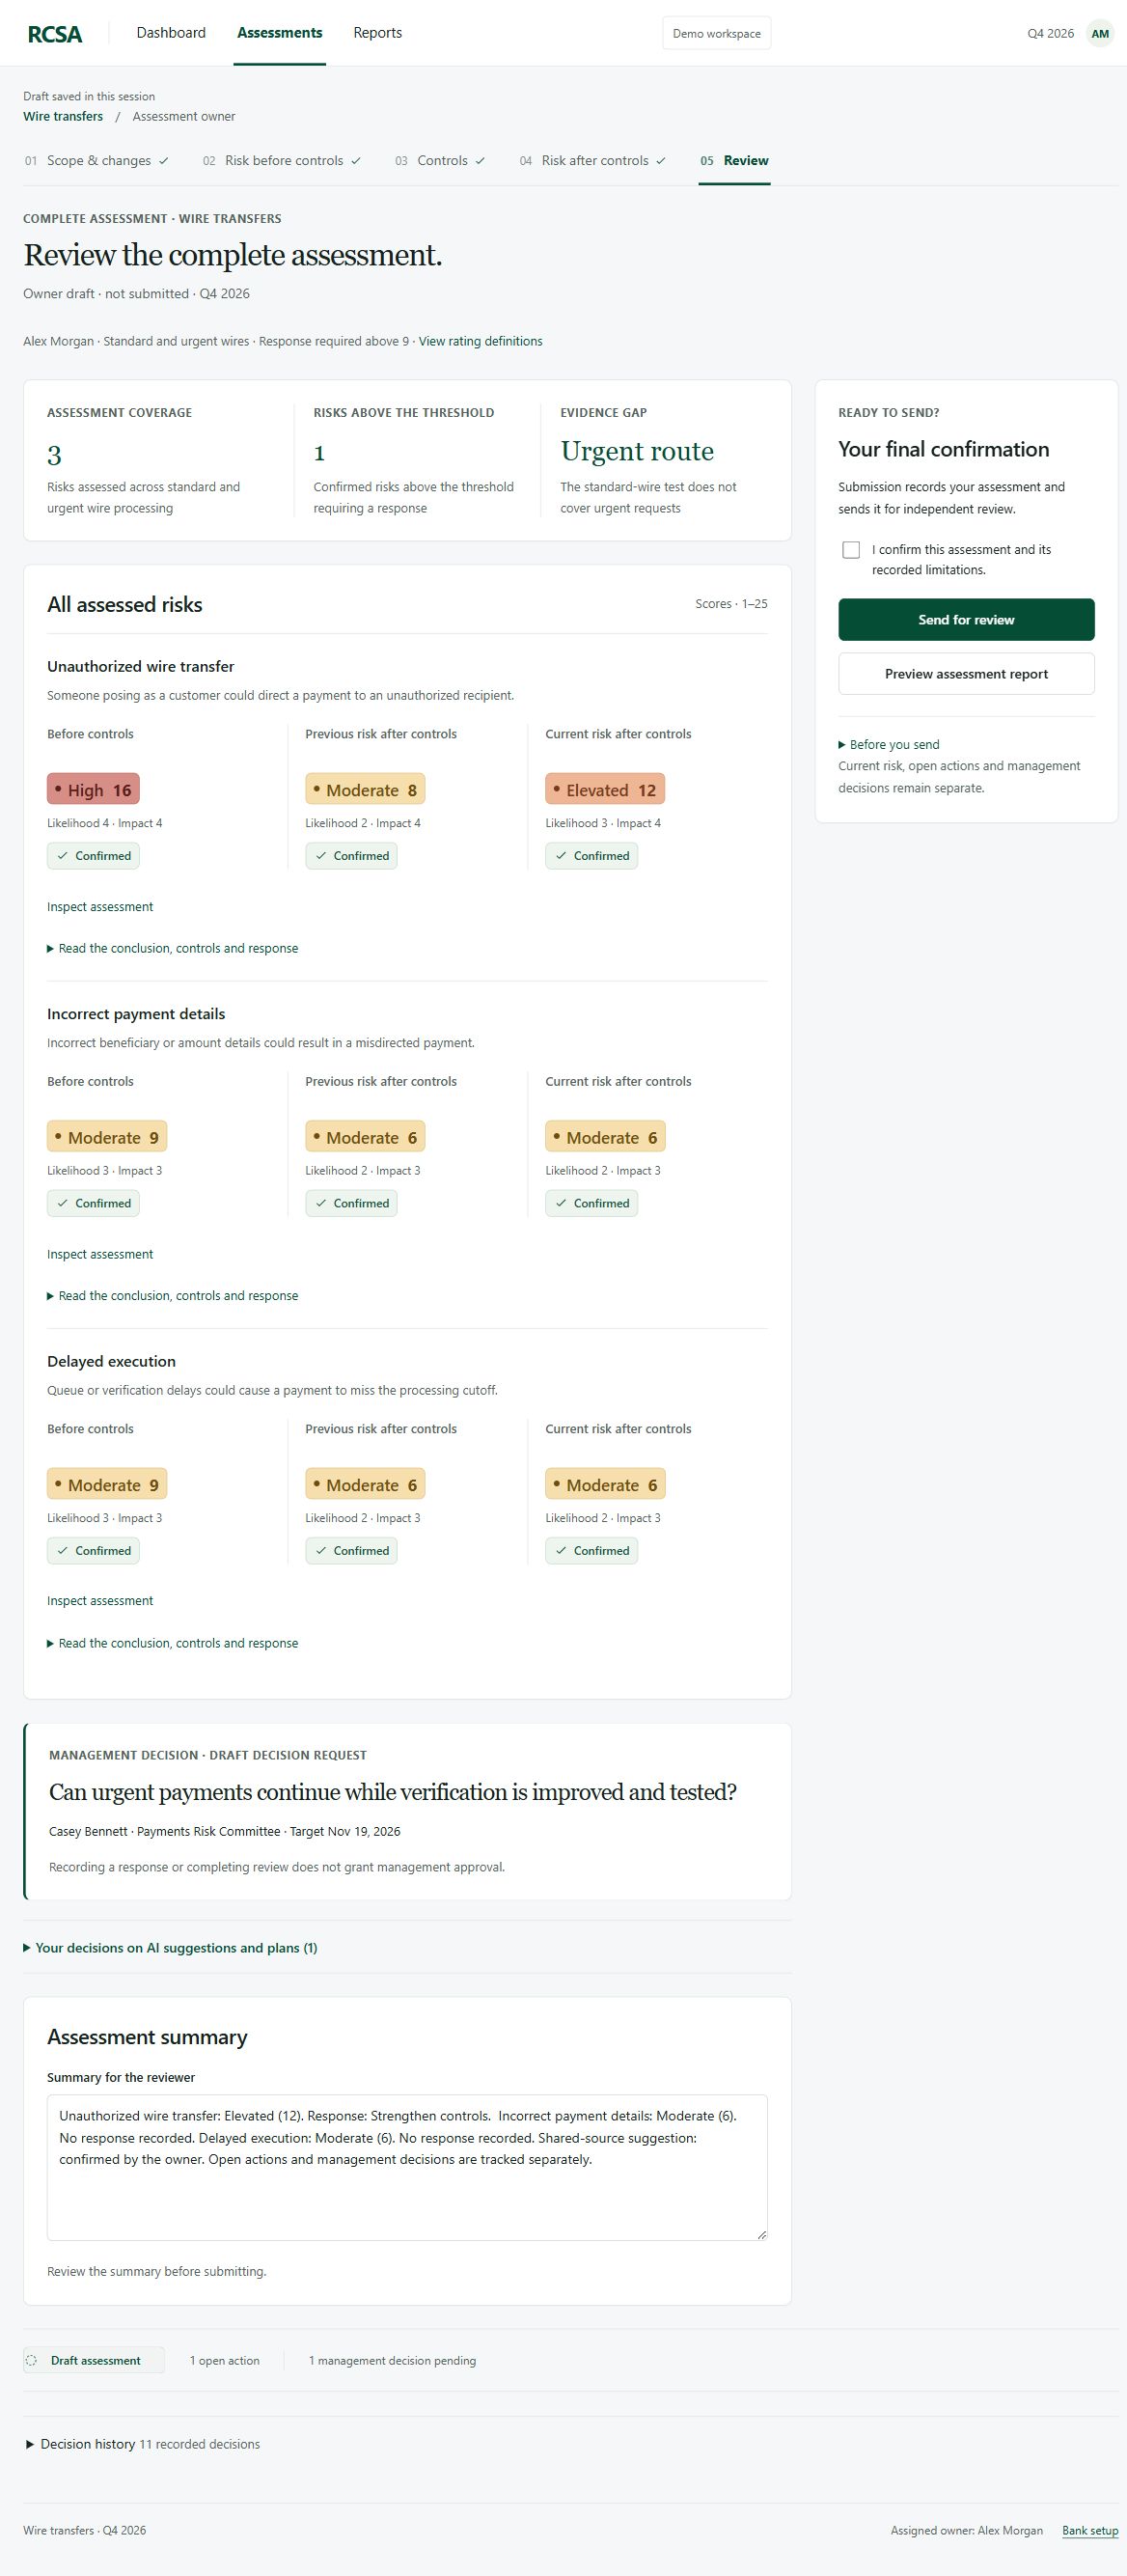 RCSA
Dashboard
Assessments
Reports
Demo workspace
Q4 2026
AM
Draft saved in this session
Wire transfers / Assessment owner
01 Scope & changes ✓
02 Risk before controls ✓
03 Controls ✓
04 Risk after controls ✓
05 Review
COMPLETE ASSESSMENT · WIRE TRANSFERS
Review the complete assessment.
Owner draft · not submitted · Q4 2026
Alex Morgan · Standard and urgent wires · Response required above 9 · View rating definitions
ASSESSMENT COVERAGE
3
Risks assessed across standard and
urgent wire processing
RISKS ABOVE THE THRESHOLD
1
Confirmed risks above the threshold
requiring a response
EVIDENCE GAP
Urgent route
The standard-wire test does not
cover urgent requests
READY TO SEND?
Your final confirmation
Submission records your assessment and
sends it for independent review.
I confirm this assessment and its
recorded limitations.
Send for review
Preview assessment report
▶ Before you send
Current risk, open actions and management
decisions remain separate.
All assessed risks
Scores · 1–25
Unauthorized wire transfer
Someone posing as a customer could direct a payment to an unauthorized recipient.
Before controls
• High 16
Likelihood 4 · Impact 4
✓ Confirmed
Previous risk after controls
• Moderate 8
Likelihood 2 · Impact 4
✓ Confirmed
Current risk after controls
• Elevated 12
Likelihood 3 · Impact 4
✓ Confirmed
Inspect assessment
▶ Read the conclusion, controls and response
Incorrect payment details
Incorrect beneficiary or amount details could result in a misdirected payment.
Before controls
• Moderate 9
Likelihood 3 · Impact 3
✓ Confirmed
Previous risk after controls
• Moderate 6
Likelihood 2 · Impact 3
✓ Confirmed
Current risk after controls
• Moderate 6
Likelihood 2 · Impact 3
✓ Confirmed
Inspect assessment
▶ Read the conclusion, controls and response
Delayed execution
Queue or verification delays could cause a payment to miss the processing cutoff.
Before controls
• Moderate 9
Likelihood 3 · Impact 3
✓ Confirmed
Previous risk after controls
• Moderate 6
Likelihood 2 · Impact 3
✓ Confirmed
Current risk after controls
• Moderate 6
Likelihood 2 · Impact 3
✓ Confirmed
Inspect assessment
▶ Read the conclusion, controls and response
MANAGEMENT DECISION · DRAFT DECISION REQUEST
Can urgent payments continue while verification is improved and tested?
Casey Bennett · Payments Risk Committee · Target Nov 19, 2026
Recording a response or completing review does not grant management approval.
▶ Your decisions on AI suggestions and plans (1)
Assessment summary
Summary for the reviewer
Unauthorized wire transfer: Elevated (12). Response: Strengthen controls. Incorrect payment details: Moderate (6).
No response recorded. Delayed execution: Moderate (6). No response recorded. Shared-source suggestion:
confirmed by the owner. Open actions and management decisions are tracked separately.
Review the summary before submitting.
Draft assessment
1 open action
1 management decision pending
▶ Decision history 11 recorded decisions
Wire transfers · Q4 2026
Assigned owner: Alex Morgan
Bank setup